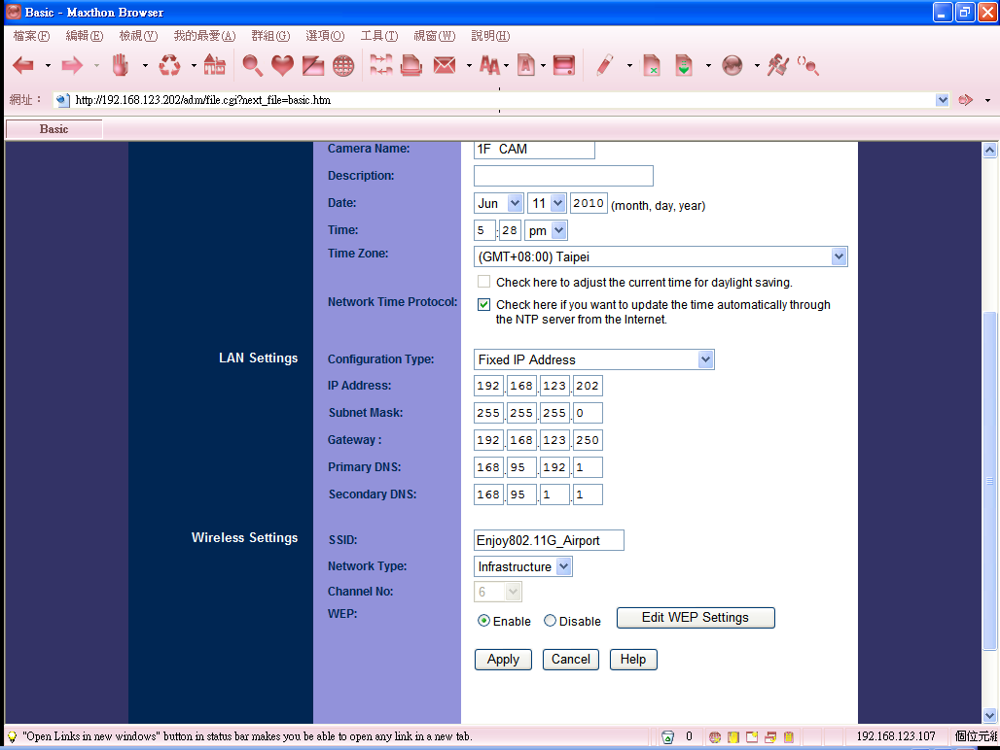 Basic - Maxthon Browser
檔案(F) 編輯(E) 檢視(V) 我的最愛(A) 群組(G) 選項(O) 工具(T) 視窗(W) 說明(H)
網址： http://192.168.123.202/adm/file.cgi?next_file=basic.htm
Basic
Camera Name: 1F CAM
Description:
Date: Jun 11 2010 (month, day, year)
Time: 5 : 28 pm
Time Zone: (GMT+08:00) Taipei
Check here to adjust the current time for daylight saving.
Network Time Protocol: Check here if you want to update the time automatically through
the NTP server from the Internet.
LAN Settings Configuration Type: Fixed IP Address
IP Address: 192 . 168 . 123 . 202
Subnet Mask: 255 . 255 . 255 . 0
Gateway : 192 . 168 . 123 . 250
Primary DNS: 168 . 95 . 192 . 1
Secondary DNS: 168 . 95 . 1 . 1
Wireless Settings SSID: Enjoy802.11G_Airport
Network Type: Infrastructure
Channel No: 6
WEP: Enable Disable Edit WEP Settings
Apply Cancel Help
"Open Links in new windows" button in status bar makes you be able to open any link in a new tab. 0 192.168.123.107 個位元組